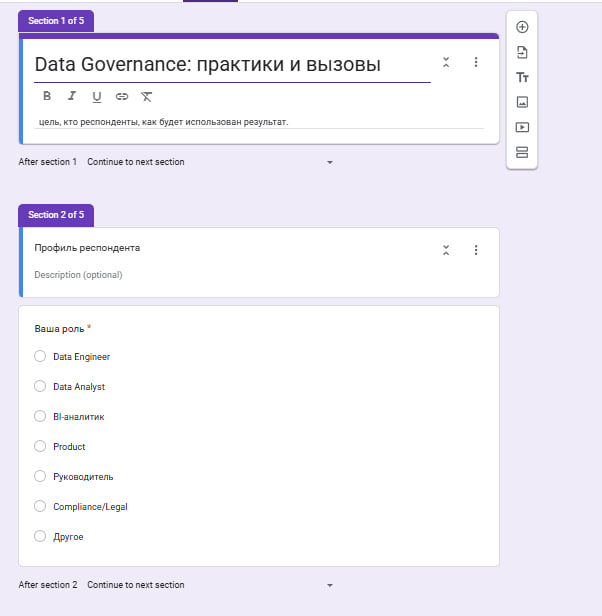 Section 1 of 5
Data Governance: практики и вызовы
B I U
цель, кто респонденты, как будет использован результат.
After section 1 Continue to next section
Section 2 of 5
Профиль респондента
Description (optional)
Ваша роль *
Data Engineer
Data Analyst
BI-аналитик
Product
Руководитель
Compliance/Legal
Другое
After section 2 Continue to next section